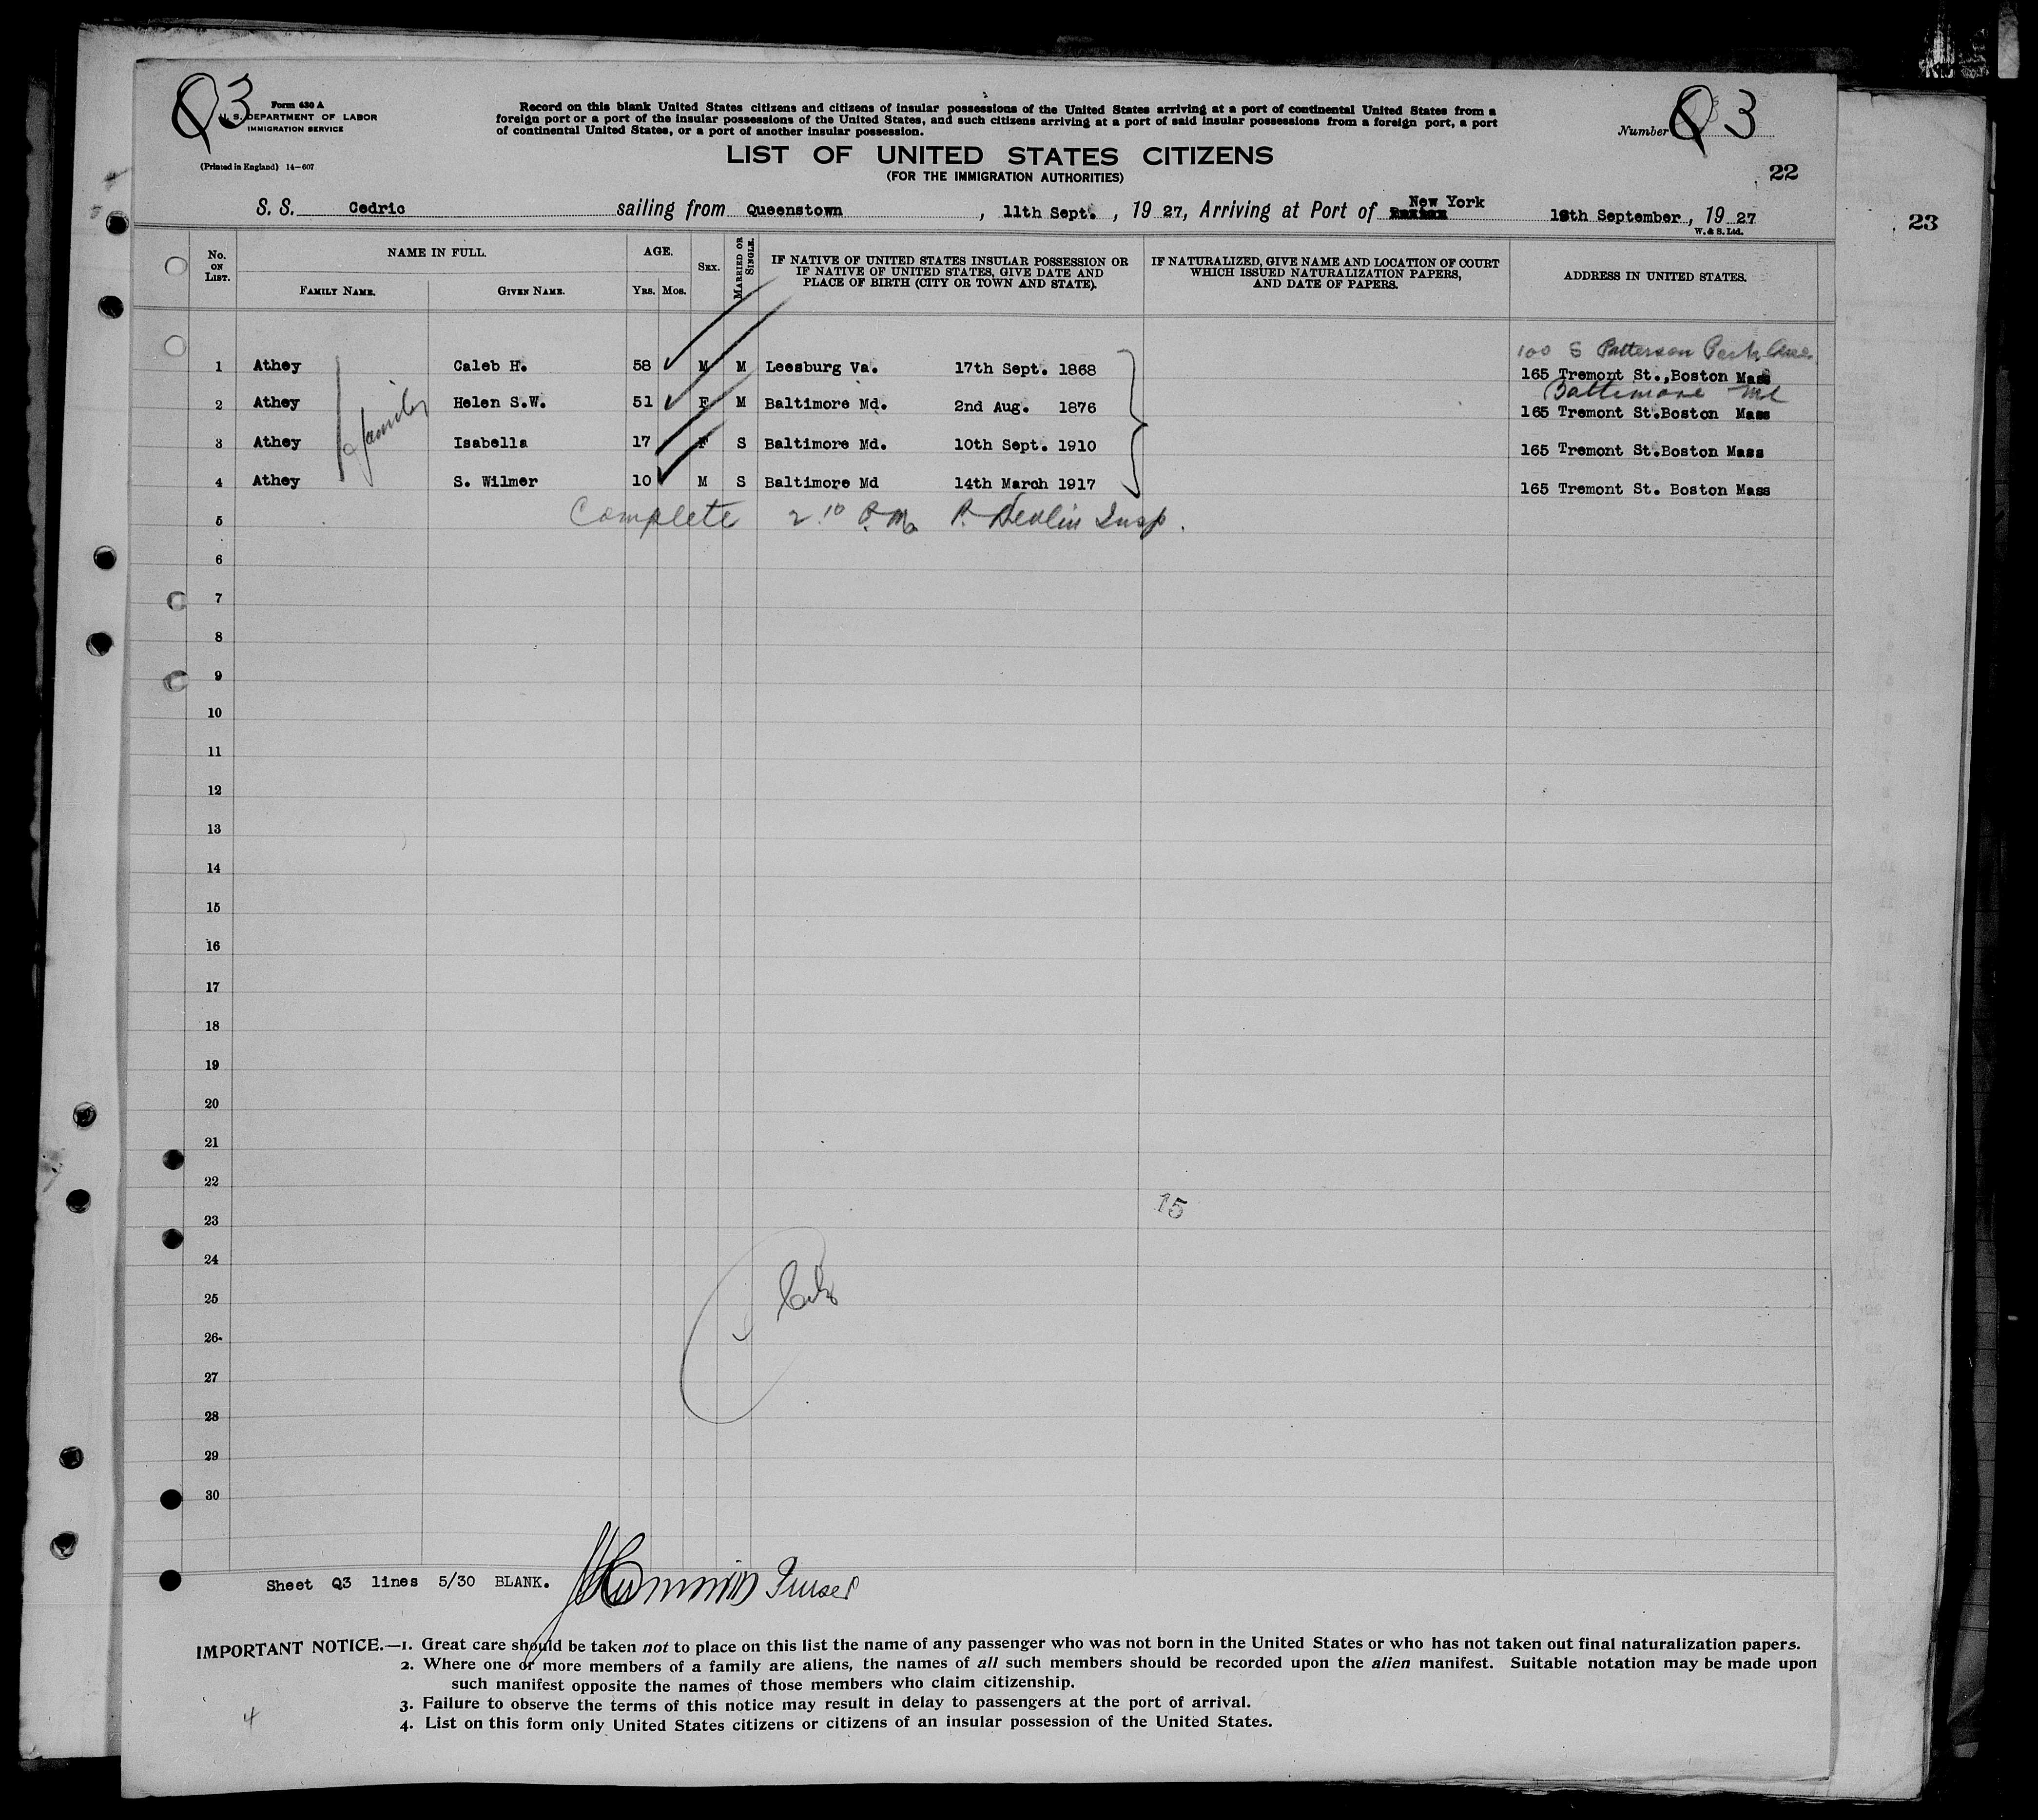 Q3
Form 630 A
U. S. DEPARTMENT OF LABOR
IMMIGRATION SERVICE
(Printed in England) 14—607
Record on this blank United States citizens and citizens of insular possessions of the United States arriving at a port of continental United States from a
foreign port or a port of the insular possessions of the United States, and such citizens arriving at a port of said insular possessions from a foreign port, a port
of continental United States, or a port of another insular possession.
LIST OF UNITED STATES CITIZENS
(FOR THE IMMIGRATION AUTHORITIES)
Number Q3
22
23
S. S. Cedric sailing from Queenstown, 11th Sept., 19 27, Arriving at Port of New York 18th September, 19 27
W. & S. Ltd.
No. ON LIST. NAME IN FULL. FAMILY NAME. GIVEN NAME. AGE. YRS. MOS. SEX. MARRIED OR SINGLE. IF NATIVE OF UNITED STATES INSULAR POSSESSION OR IF NATIVE OF UNITED STATES, GIVE DATE AND PLACE OF BIRTH (CITY OR TOWN AND STATE). IF NATURALIZED, GIVE NAME AND LOCATION OF COURT WHICH ISSUED NATURALIZATION PAPERS, AND DATE OF PAPERS. ADDRESS IN UNITED STATES.
100 S Patterson Park Ave.
1 Athey Caleb H. 58 M M Leesburg Va. 17th Sept. 1868 165 Tremont St., Boston Mass
Baltimore Md
2 Athey Helen S.W. 51 F M Baltimore Md. 2nd Aug. 1876 165 Tremont St. Boston Mass
family
3 Athey Isabella 17 F S Baltimore Md. 10th Sept. 1910 165 Tremont St. Boston Mass
4 Athey S. Wilmer 10 M S Baltimore Md 14th March 1917 165 Tremont St. Boston Mass
5 Complete 2.10 P.M. P. Devlin Insp.
6
7
8
9
10
11
12
13
14
15
16
17
18
19
20
21
22
15
23
24
25
26
27
28
29
30
Sheet Q3 lines 5/30 BLANK. Purser
IMPORTANT NOTICE.—1. Great care should be taken not to place on this list the name of any passenger who was not born in the United States or who has not taken out final naturalization papers.
2. Where one or more members of a family are aliens, the names of all such members should be recorded upon the alien manifest. Suitable notation may be made upon
such manifest opposite the names of those members who claim citizenship.
3. Failure to observe the terms of this notice may result in delay to passengers at the port of arrival.
4. List on this form only United States citizens or citizens of an insular possession of the United States.
4